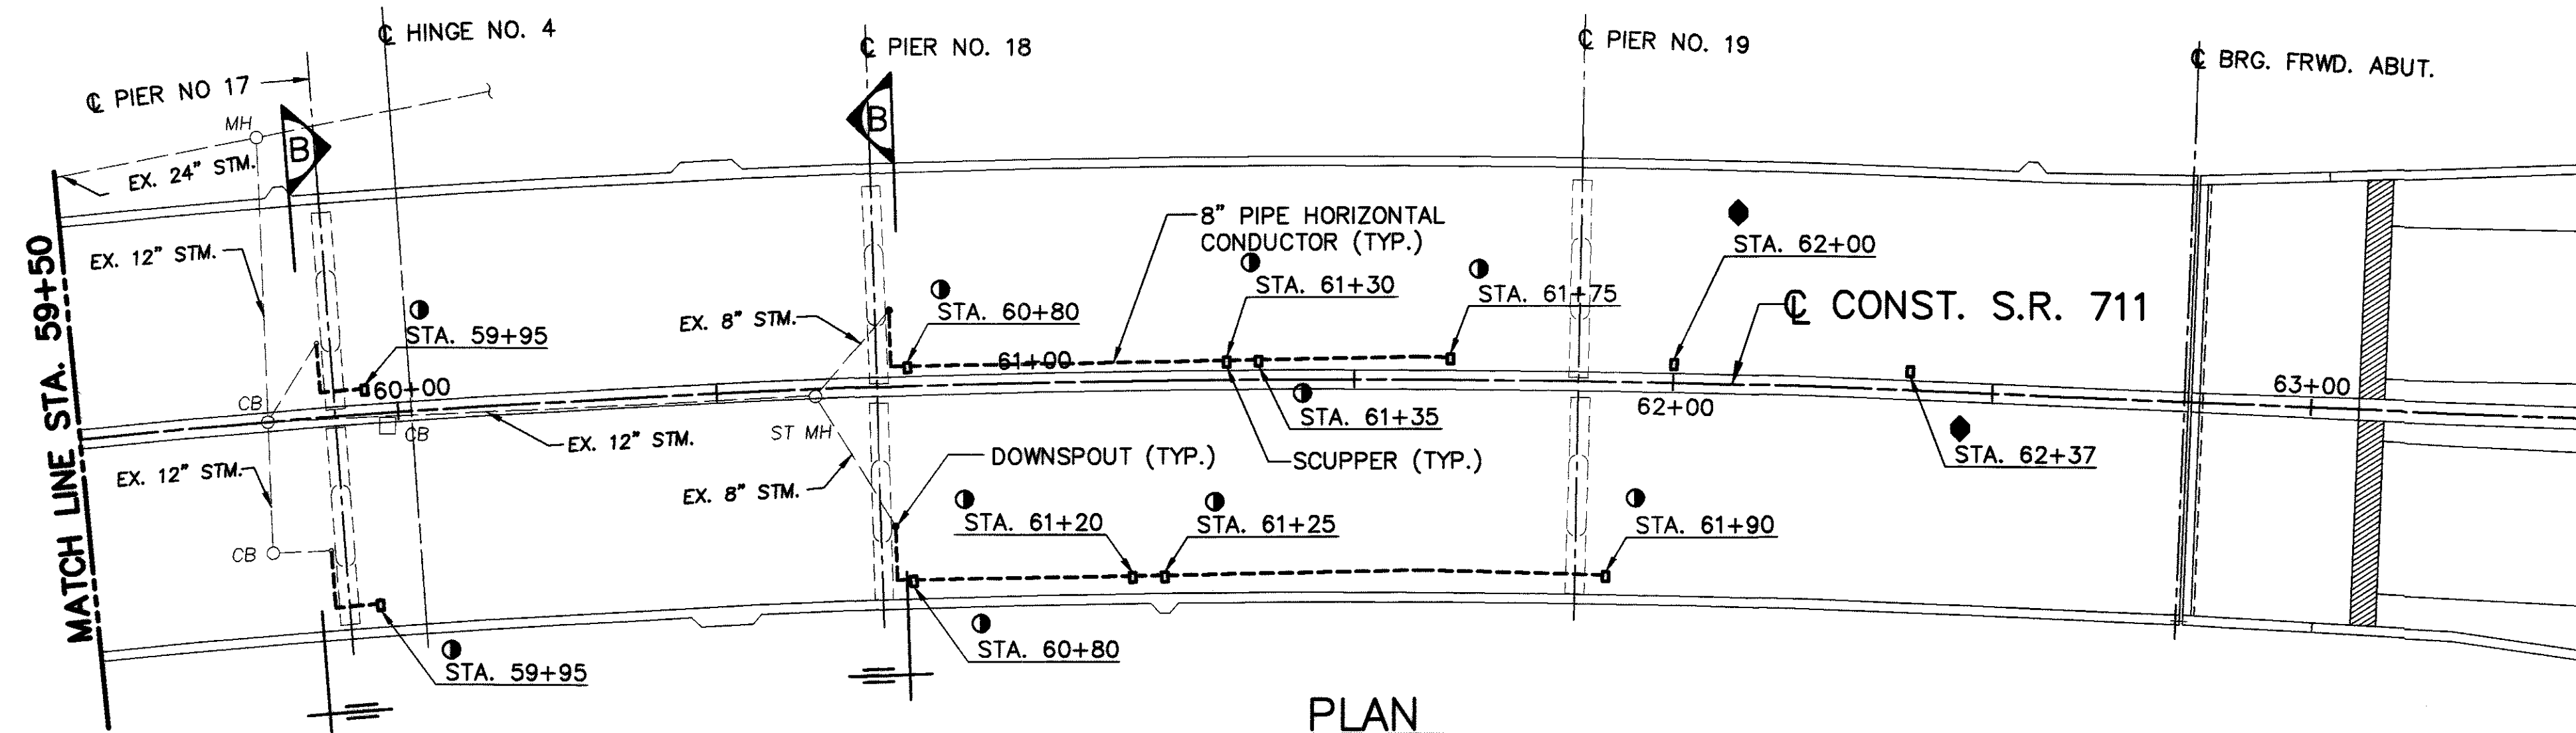 ℄ HINGE NO. 4
℄ PIER NO. 18
℄ PIER NO. 19
℄ BRG. FRWD. ABUT.
℄ PIER NO 17
MH
B
B
EX. 24" STM.
8" PIPE HORIZONTAL
CONDUCTOR (TYP.)
STA. 62+00
EX. 12" STM.
STA. 59+95
EX. 8" STM.
STA. 60+80
STA. 61+30
STA. 61+75
℄ CONST. S.R. 711
MATCH LINE STA. 59+50
60+00
61+00
62+00
63+00
CB
CB
STA. 61+35
ST MH
EX. 12" STM.
DOWNSPOUT (TYP.)
SCUPPER (TYP.)
STA. 62+37
EX. 12" STM.
EX. 8" STM.
STA. 61+20
STA. 61+25
STA. 61+90
CB
STA. 59+95
STA. 60+80
PLAN